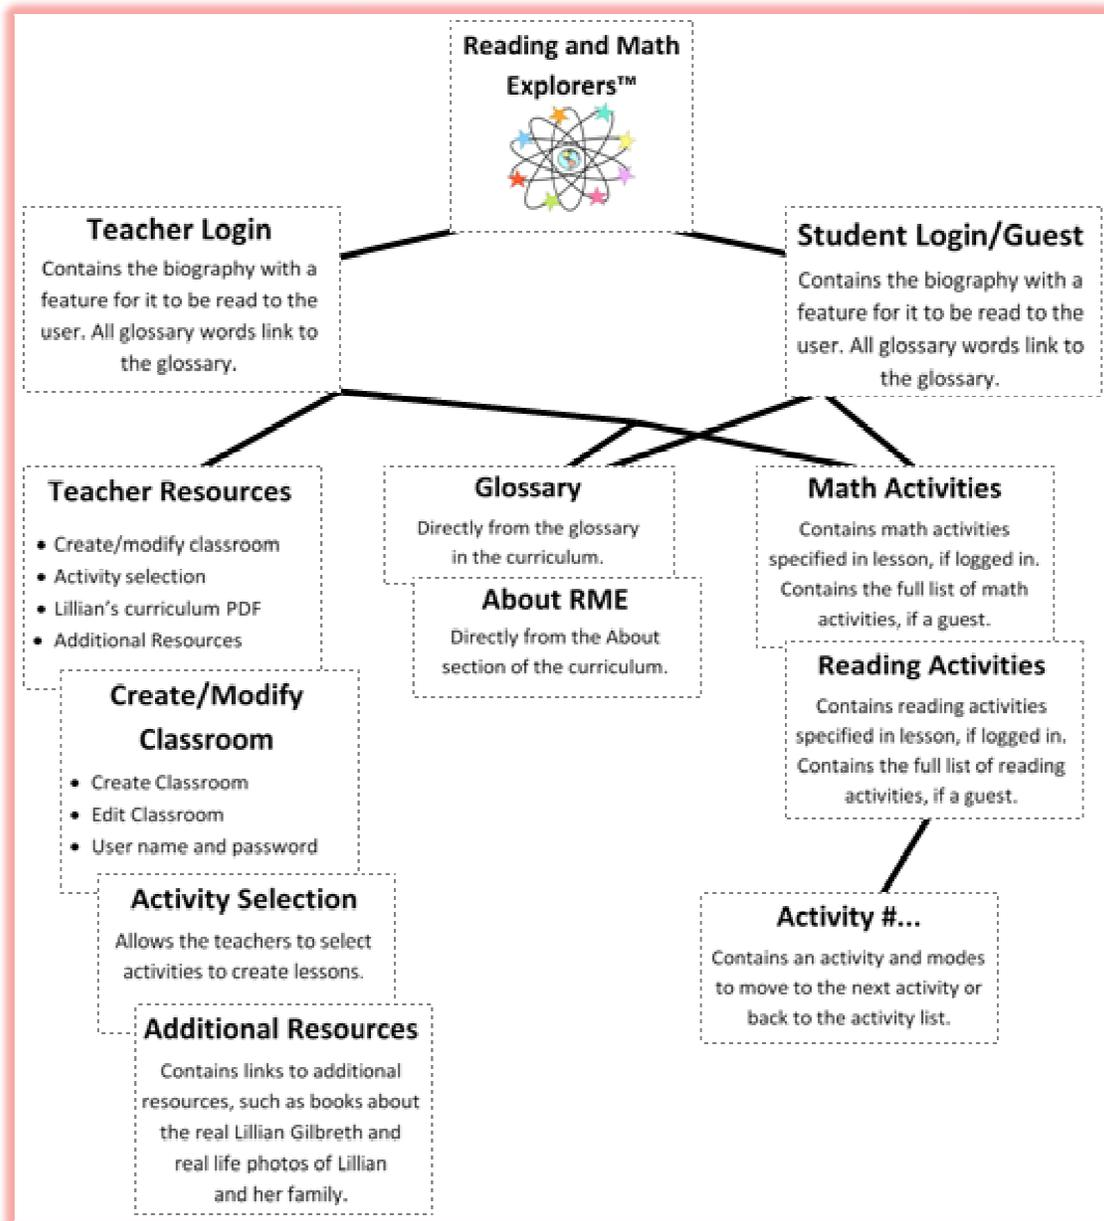 Reading and Math
Explorers™
Teacher Login
Contains the biography with a
feature for it to be read to the
user. All glossary words link to
the glossary.
Student Login/Guest
Contains the biography with a
feature for it to be read to the
user. All glossary words link to
the glossary.
Teacher Resources
• Create/modify classroom
• Activity selection
• Lillian's curriculum PDF
• Additional Resources
Create/Modify
Classroom
• Create Classroom
• Edit Classroom
• User name and password
Activity Selection
Allows the teachers to select
activities to create lessons.
Additional Resources
Contains links to additional
resources, such as books about
the real Lillian Gilbreth and
real life photos of Lillian
and her family.
Glossary
Directly from the glossary
in the curriculum.
About RME
Directly from the About
section of the curriculum.
Math Activities
Contains math activities
specified in lesson, if logged in.
Contains the full list of math
activities, if a guest.
Reading Activities
Contains reading activities
specified in lesson, if logged in.
Contains the full list of reading
activities, if a guest.
Activity #...
Contains an activity and modes
to move to the next activity or
back to the activity list.